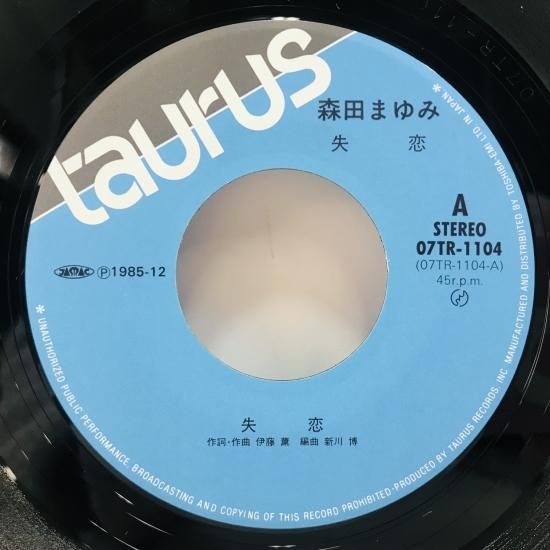 taurus
森田まゆみ
失 恋
A
STEREO
07TR-1104
(07TR-1104-A)
45r.p.m.
JASRAC Ⓟ1985-12
失 恋
作詞・作曲 伊藤 薫 編曲 新川 博
* UNAUTHORIZED PUBLIC PERFORMANCE, BROADCASTING AND COPYING OF THIS RECORD PROHIBITED・PRODUCED BY TAURUS RECORDS, INC. MANUFACTURED AND DISTRIBUTED BY TOSHIBA-EMI LTD IN JAPAN *
07TR-110